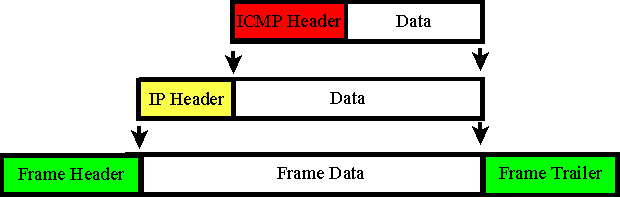 ICMP Header Data
IP Header Data
Frame Header Frame Data Frame Trailer